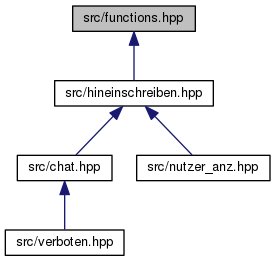 src/functions.hpp
src/hineinschreiben.hpp
src/chat.hpp
src/nutzer_anz.hpp
src/verboten.hpp